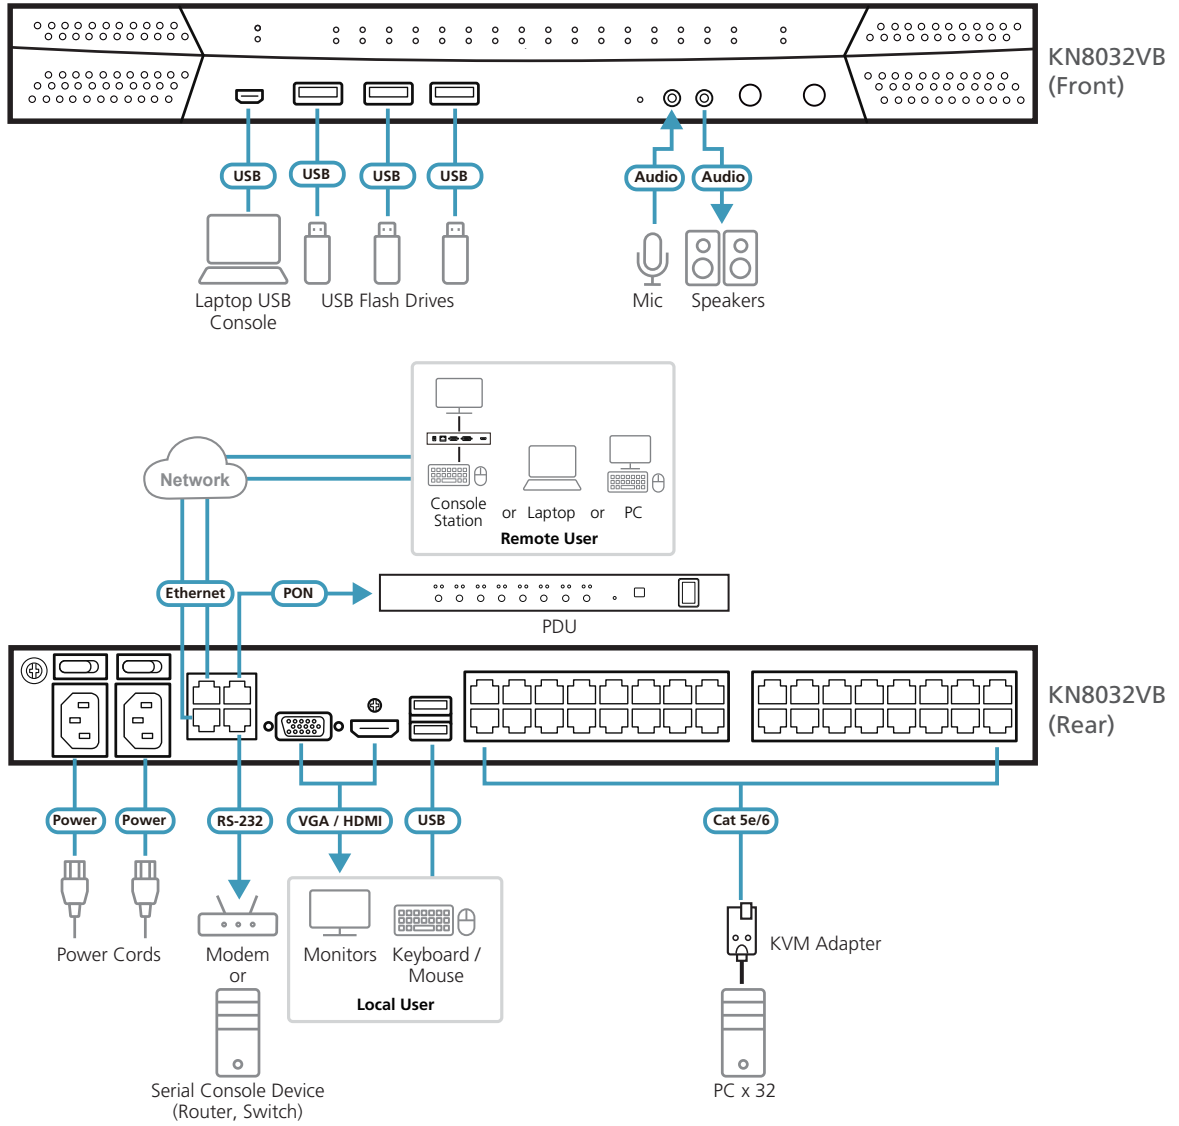 KN8032VB
(Front)
USB
USB
USB
USB
Audio
Audio
Laptop USB
Console
USB Flash Drives
Mic
Speakers
Network
Console
Station
or
Laptop
or
PC
Remote User
Ethernet
PON
PDU
KN8032VB
(Rear)
Power
Power
RS-232
VGA / HDMI
USB
Cat 5e/6
Power Cords
Modem
or
Monitors
Keyboard /
Mouse
Local User
KVM Adapter
Serial Console Device
(Router, Switch)
PC x 32